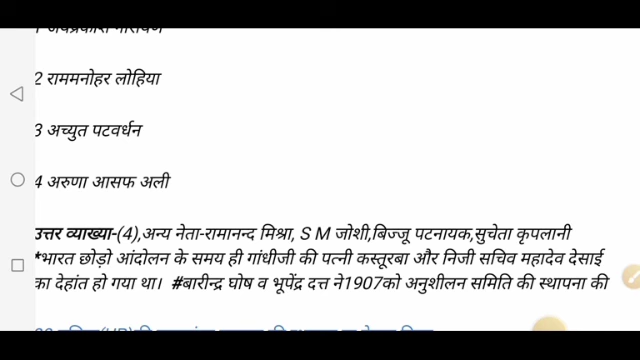 2 राममनोहर लोहिया
3 अच्युत पटवर्धन
4 अरुणा आसफ अली
उत्तर व्याख्या-(4),अन्य नेता-रामानन्द मिश्रा, S M जोशी,बिज्जू पटनायक,सुचेता कृपलानी
*भारत छोड़ो आंदोलन के समय ही गांधीजी की पत्नी कस्तूरबा और निजी सचिव महादेव देसाई
का देहांत हो गया था। #बारीन्द्र घोष व भूपेंद्र दत्त ने1907को अनुशीलन समिति की स्थापना की